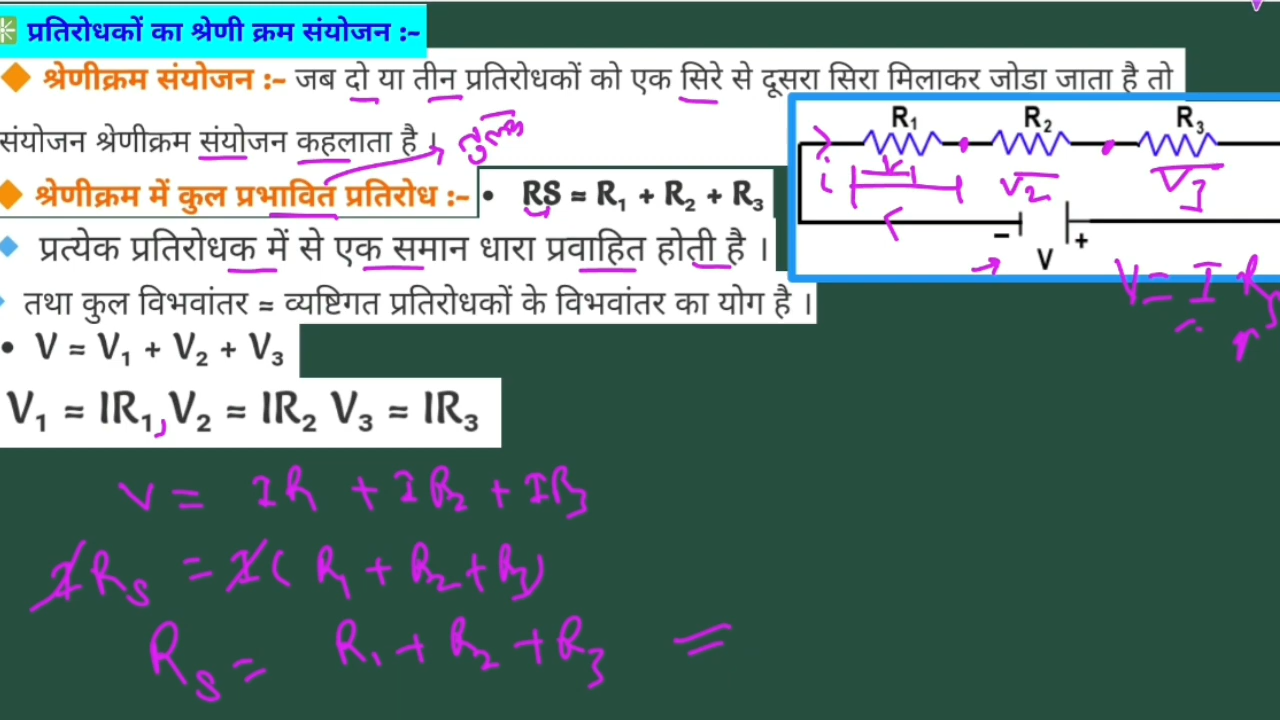 प्रतिरोधकों का श्रेणी क्रम संयोजन :-
श्रेणीक्रम संयोजन :- जब दो या तीन प्रतिरोधकों को एक सिरे से दूसरा सिरा मिलाकर जोडा जाता है तो
संयोजन श्रेणीक्रम संयोजन कहलाता है ।
तुल्य
श्रेणीक्रम में कुल प्रभावित प्रतिरोध :-
• RS = R₁ + R₂ + R₃
प्रत्येक प्रतिरोधक में से एक समान धारा प्रवाहित होती है ।
तथा कुल विभवांतर = व्यष्टिगत प्रतिरोधकों के विभवांतर का योग है ।
• V = V₁ + V₂ + V₃
V₁ = IR₁, V₂ = IR₂ V₃ = IR₃
R₁ R₂ R₃
i V₁ V₂ V₃
− +
V
V = I Rs
V = IR + IR₂ + IR₃
IRs = I( R₁ + R₂ + R₃)
Rs = R₁ + R₂ + R₃ =